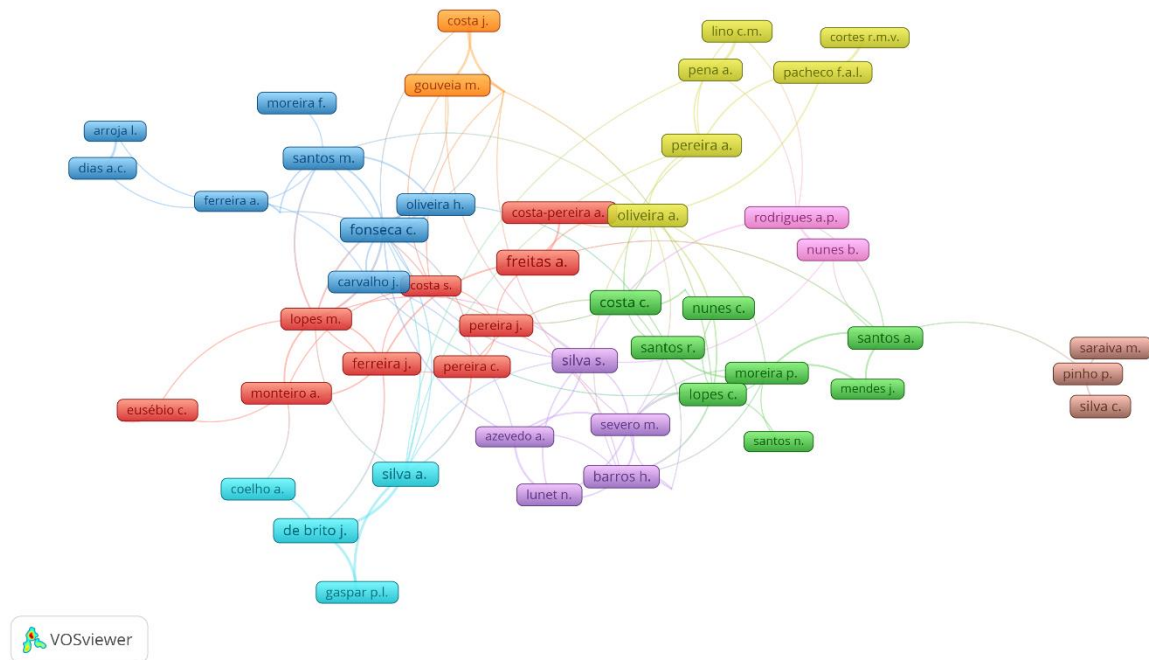 costa j.
lino c.m.
cortes r.m.v.
pena a.
pacheco f.a.l.
gouveia m.
moreira f.
arroja l.
pereira a.
santos m.
dias a.c.
ferreira a.
oliveira h.
costa-pereira a.
oliveira a.
rodrigues a.p.
fonseca c.
nunes b.
freitas a.
carvalho j.
costa s.
costa c.
nunes c.
lopes m.
pereira j.
santos a.
santos r.
saraiva m.
silva s.
ferreira j.
pereira c.
moreira p.
pinho p.
monteiro a.
lopes c.
mendes j.
silva c.
eusébio c.
severo m.
azevedo a.
santos n.
silva a.
barros h.
coelho a.
lunet n.
de brito j.
gaspar p.l.
VOSviewer